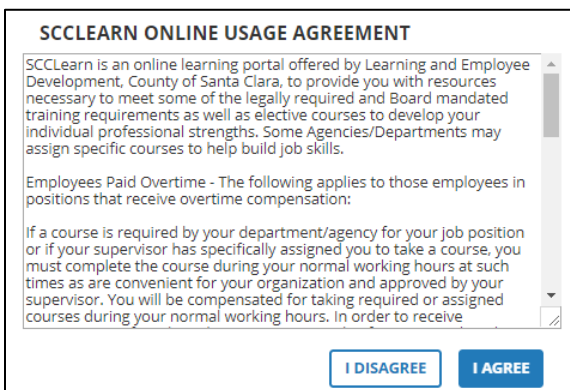 SCCLEARN ONLINE USAGE AGREEMENT
SCCLearn is an online learning portal offered by Learning and Employee
Development, County of Santa Clara, to provide you with resources
necessary to meet some of the legally required and Board mandated
training requirements as well as elective courses to develop your
individual professional strengths. Some Agencies/Departments may
assign specific courses to help build job skills.
Employees Paid Overtime - The following applies to those employees in
positions that receive overtime compensation:
If a course is required by your department/agency for your job position
or if your supervisor has specifically assigned you to take a course, you
must complete the course during your normal working hours at such
times as are convenient for your organization and approved by your
supervisor. You will be compensated for taking required or assigned
courses during your normal working hours. In order to receive
I DISAGREE
I AGREE